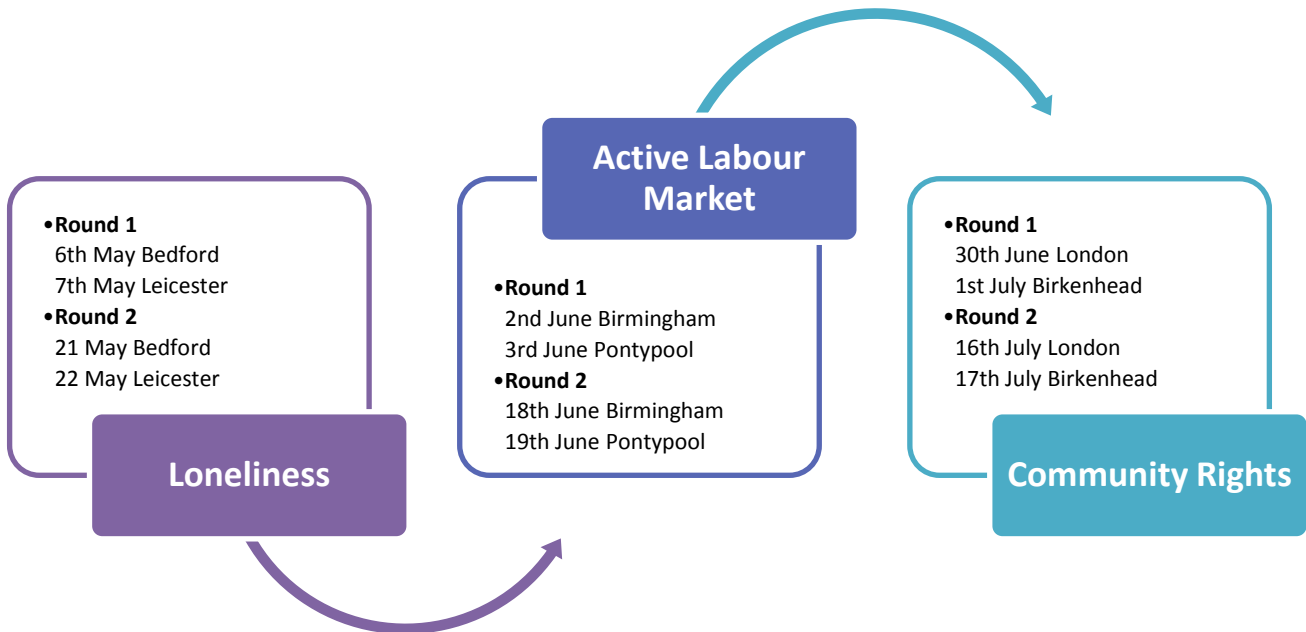 •Round 1
6th May Bedford
7th May Leicester
•Round 2
21 May Bedford
22 May Leicester
Loneliness
Active Labour
Market
•Round 1
2nd June Birmingham
3rd June Pontypool
•Round 2
18th June Birmingham
19th June Pontypool
•Round 1
30th June London
1st July Birkenhead
•Round 2
16th July London
17th July Birkenhead
Community Rights